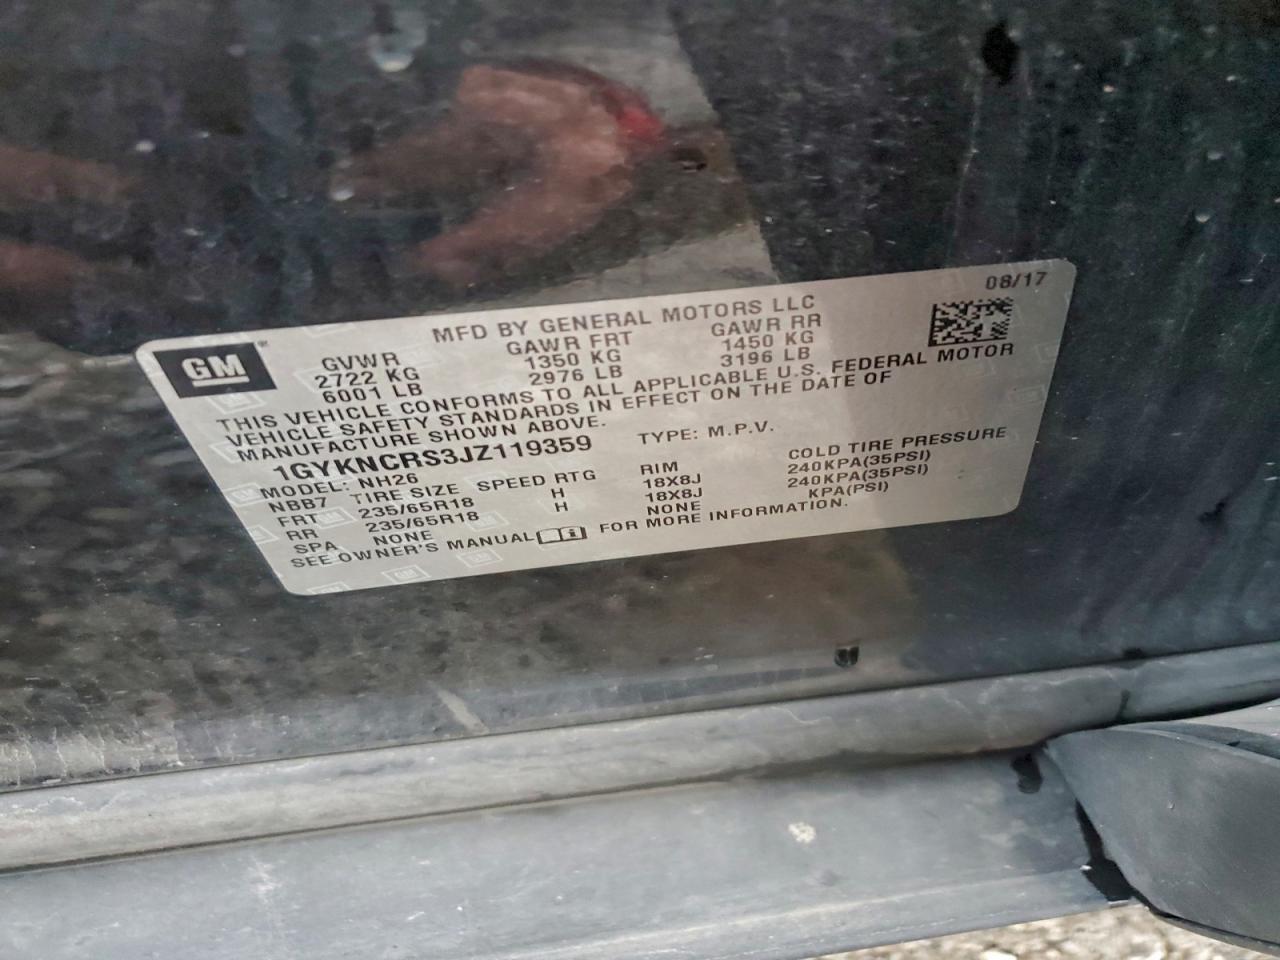 08/17
MFD BY GENERAL MOTORS LLC
GM
GVWR GAWR FRT GAWR RR
2722 KG 1350 KG 1450 KG
6001 LB 2976 LB 3196 LB
THIS VEHICLE CONFORMS TO ALL APPLICABLE U.S. FEDERAL MOTOR
VEHICLE SAFETY STANDARDS IN EFFECT ON THE DATE OF
MANUFACTURE SHOWN ABOVE.
1GYKNCRS3JZ119359 TYPE: M.P.V.
MODEL: NH26
NBB7 TIRE SIZE SPEED RTG RIM COLD TIRE PRESSURE
FRT 235/65R18 H 18X8J 240KPA(35PSI)
RR 235/65R18 H 18X8J 240KPA(35PSI)
SPA NONE NONE KPA(PSI)
SEE OWNER'S MANUAL FOR MORE INFORMATION.